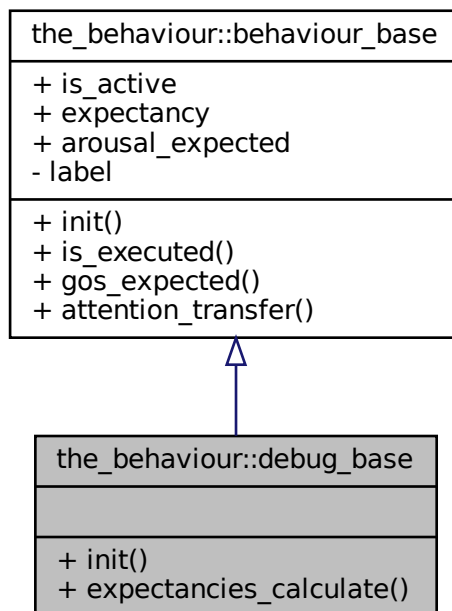 the_behaviour::behaviour_base
+ is_active
+ expectancy
+ arousal_expected
- label
+ init()
+ is_executed()
+ gos_expected()
+ attention_transfer()
the_behaviour::debug_base
+ init()
+ expectancies_calculate()